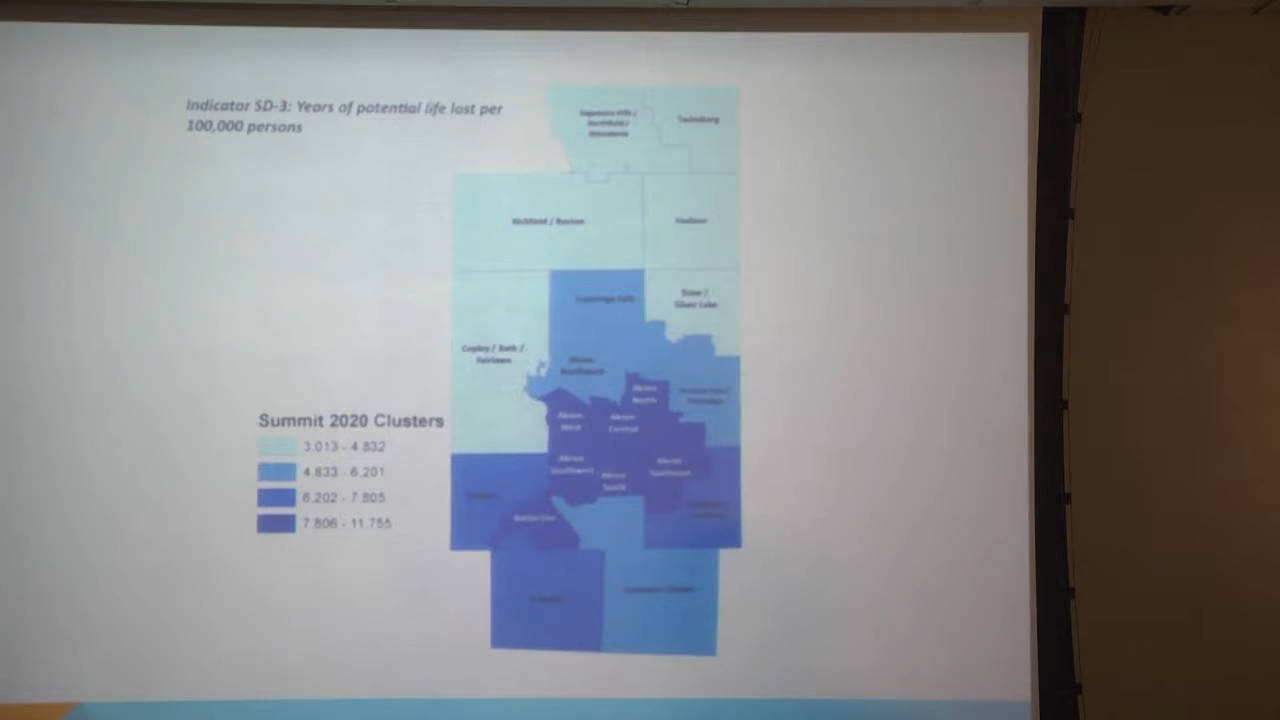 Indicator SD-3: Years of potential life lost per
100,000 persons
Sagamore Hills /
Northfield /
Macedonia
Twinsburg
Richfield / Boston
Hudson
Stow /
Silver Lake
Cuyahoga Falls
Copley / Bath /
Fairlawn
Akron
Northwest
Akron
North
Akron
West
Akron
Central
Akron
Southwest
Akron
South
Akron
Southeast
Barberton
Summit 2020 Clusters
3,013 - 4,832
4,833 - 6,201
6,202 - 7,805
7,806 - 11,755